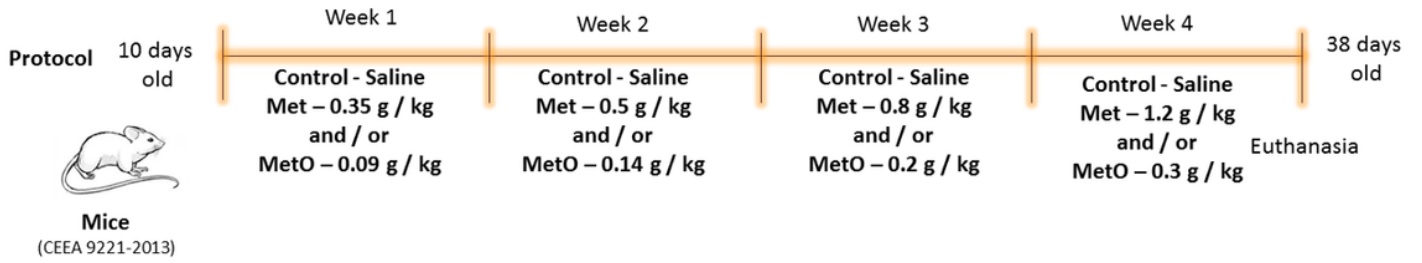 Protocol
10 days
old
Week 1
Week 2
Week 3
Week 4
38 days
old
Control - Saline
Met – 0.35 g / kg
and / or
MetO – 0.09 g / kg
Control - Saline
Met – 0.5 g / kg
and / or
MetO – 0.14 g / kg
Control - Saline
Met – 0.8 g / kg
and / or
MetO – 0.2 g / kg
Control - Saline
Met – 1.2 g / kg
and / or
MetO – 0.3 g / kg
Euthanasia
Mice
(CEEA 9221-2013)